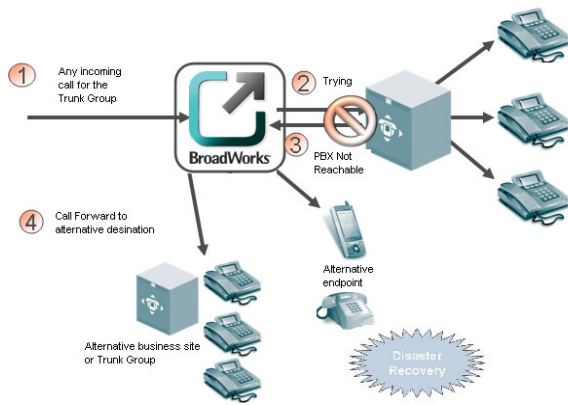 1
Any incoming
call for the
Trunk Group
BroadWorks
2
Trying
3
PBX Not
Reachable
4
Call Forward to
alternative desination
Alternative
endpoint
Alternative business site
or Trunk Group
Disaster
Recovery